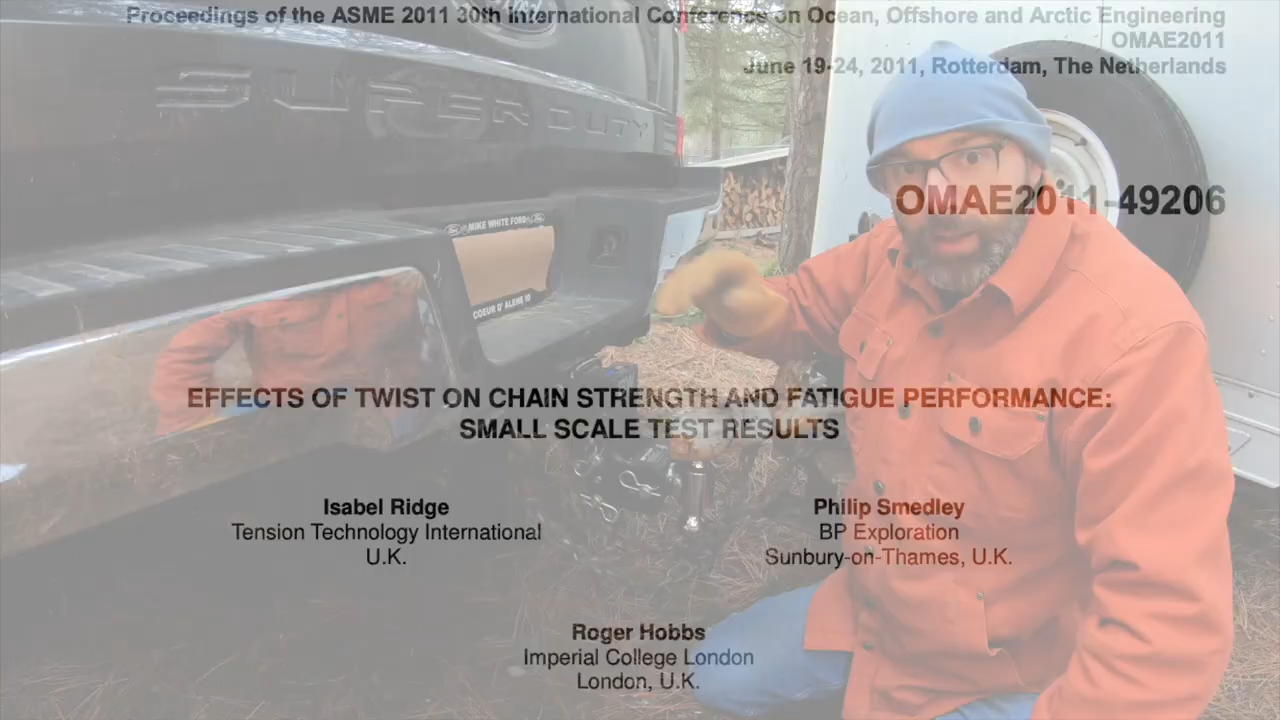 Proceedings of the ASME 2011 30th International Conference on Ocean, Offshore and Arctic Engineering
OMAE2011
June 19-24, 2011, Rotterdam, The Netherlands
SUPER DUTY
OMAE2011-49206
MIKE WHITE FORD
COEUR D' ALENE ID
EFFECTS OF TWIST ON CHAIN STRENGTH AND FATIGUE PERFORMANCE:
SMALL SCALE TEST RESULTS
Isabel Ridge
Tension Technology International
U.K.
Philip Smedley
BP Exploration
Sunbury-on-Thames, U.K.
Roger Hobbs
Imperial College London
London, U.K.